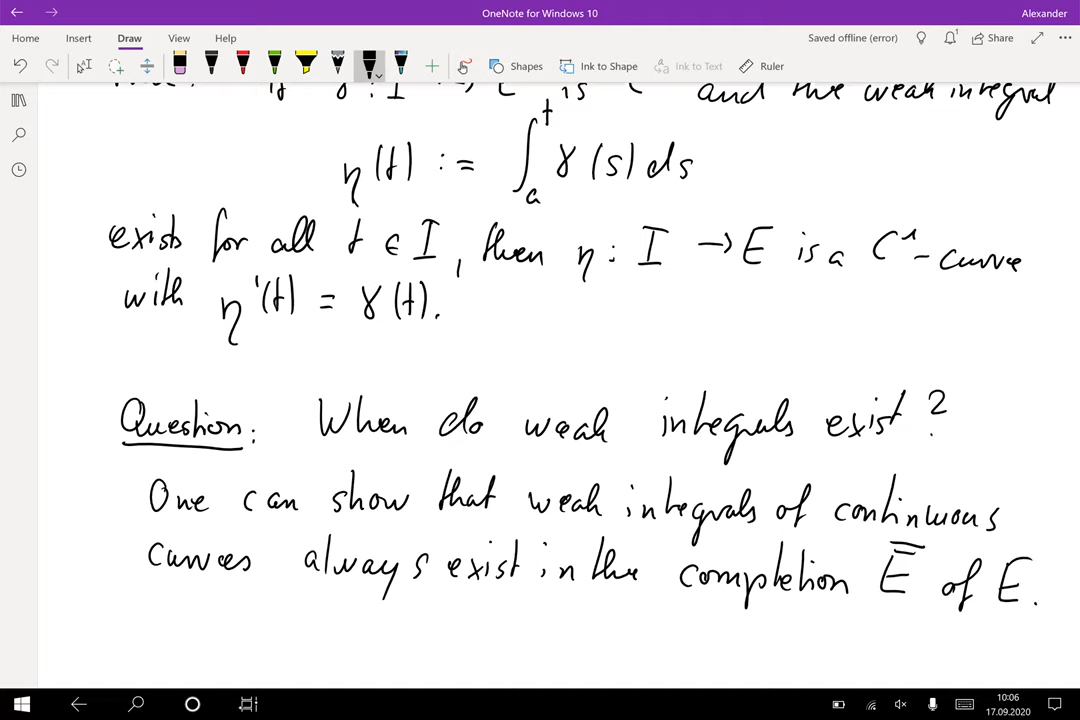 OneNote for Windows 10
Alexander
Home Insert Draw View Help
Saved offline (error) Share
Shapes Ink to Shape Ink to Text Ruler
if γ : I → E is C and the weak integral
η(t) := ∫ₐᵗ γ(s) ds
exists for all t ∈ I, then η : I → E is a C¹-curve
with η'(t) = γ(t).
Question: When do weak integrals exist?
One can show that weak integrals of continuous
curves always exist in the completion E̅ of E.
10:06
17.09.2020